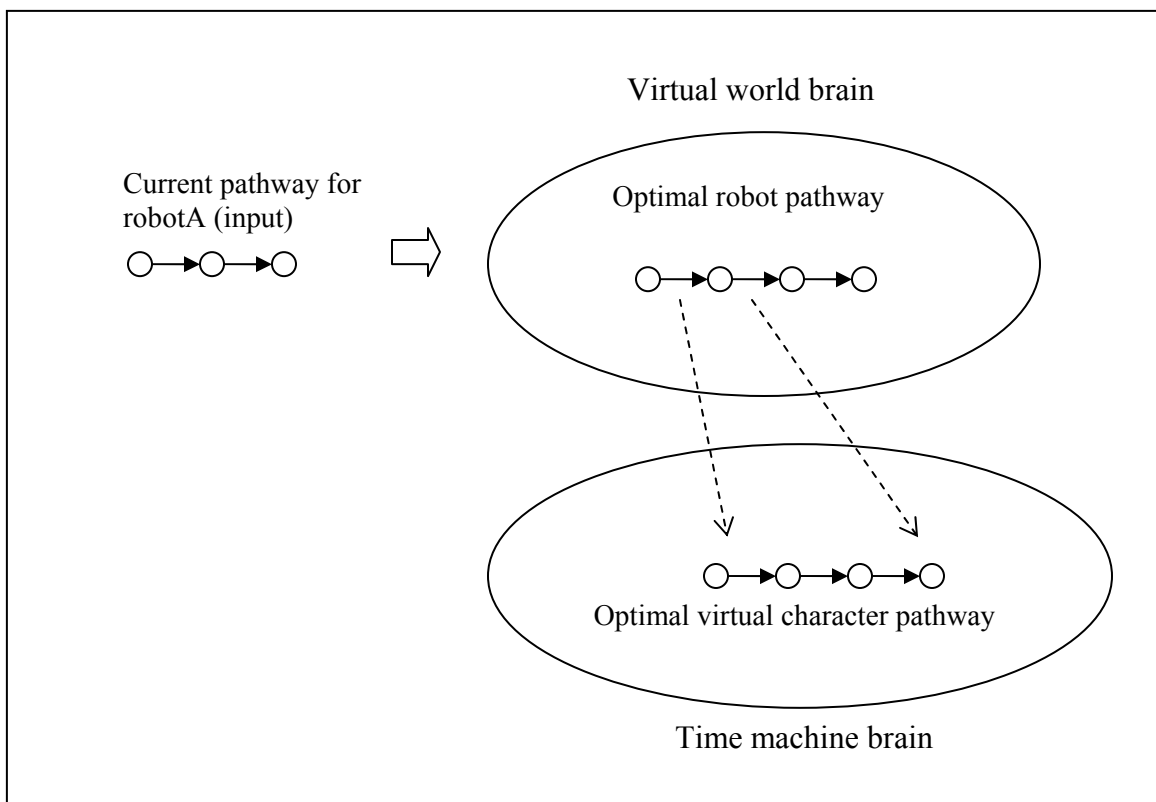 Virtual world brain
Current pathway for
robotA (input)
Optimal robot pathway
Optimal virtual character pathway
Time machine brain